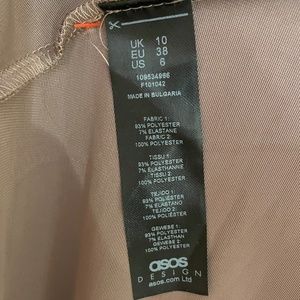 UK 10
EU 38
US 6
109534986
F101042
MADE IN BULGARIA
FABRIC 1:
93% POLYESTER
7% ELASTANE
FABRIC 2:
100% POLYESTER
TISSU 1:
93% POLYESTER
7% ELASTHANNE
TISSU 2:
100% POLYESTER
TEJIDO 1:
93% POLIÉSTER
7% ELASTANO
TEJIDO 2:
100% POLIÉSTER
GEWEBE 1:
93% POLYESTER
7% ELASTHAN
GEWEBE 2:
100% POLYESTER
asos
DESIGN
asos.com Ltd